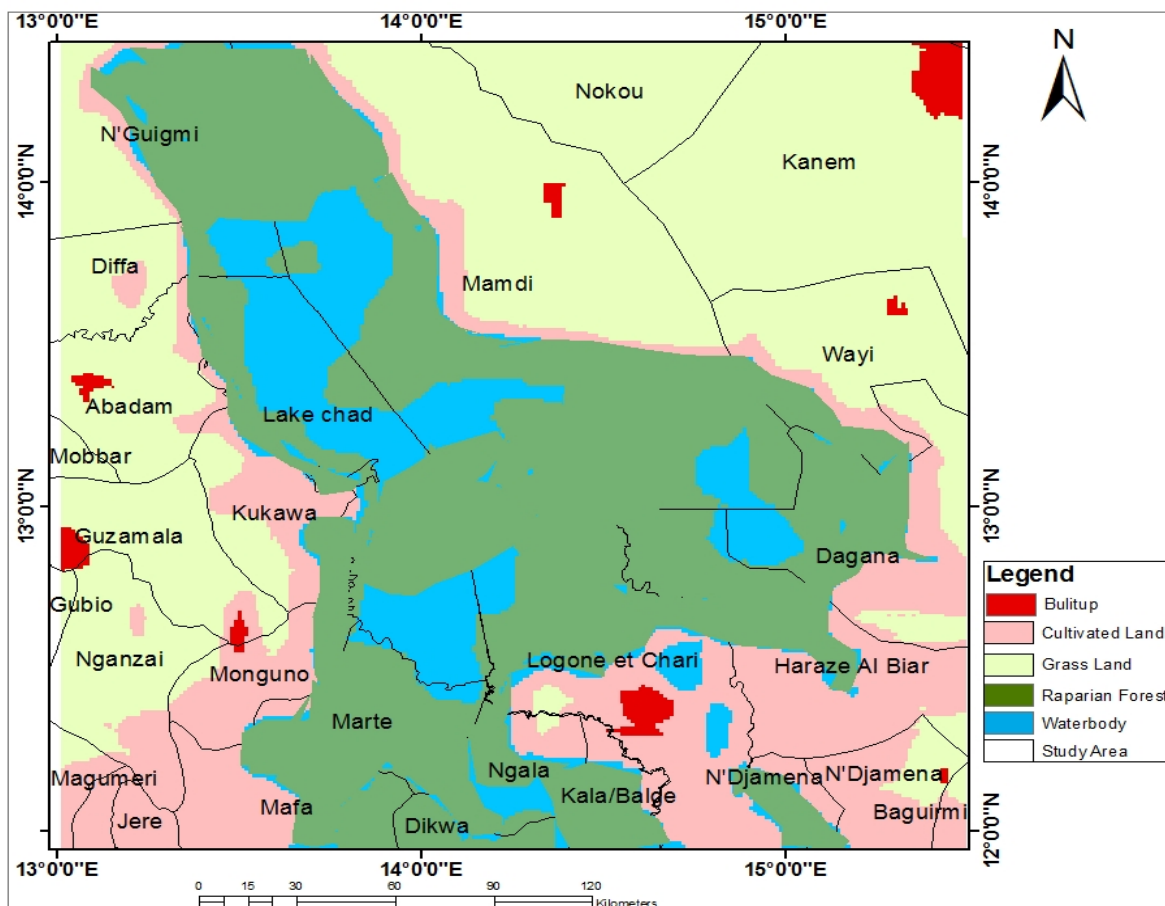 13°0'0"E 14°0'0"E 15°0'0"E
N
Nokou
N'Guigmi
Kanem
14°0'0"N
14°0'0"N
Diffa
Mamdi
Wayi
Abadam
Lake chad
Mobbar
Kukawa
13°0'0"N
13°0'0"N
Guzamala
Dagana
Gubio
Nganzai
Monguno
Logone et Chari
Haraze Al Biar
Marte
Ngala
N'Djamena
N'Djamena
Magumeri
Kala/Balge
Mafa
Jere
Dikwa
Baguirmi
12°0'0"N
12°0'0"N
13°0'0"E 14°0'0"E 15°0'0"E
0 15 30 60 90 120
Kilometers
Legend
Bulitup
Cultivated Land
Grass Land
Raparian Forest
Waterbody
Study Area